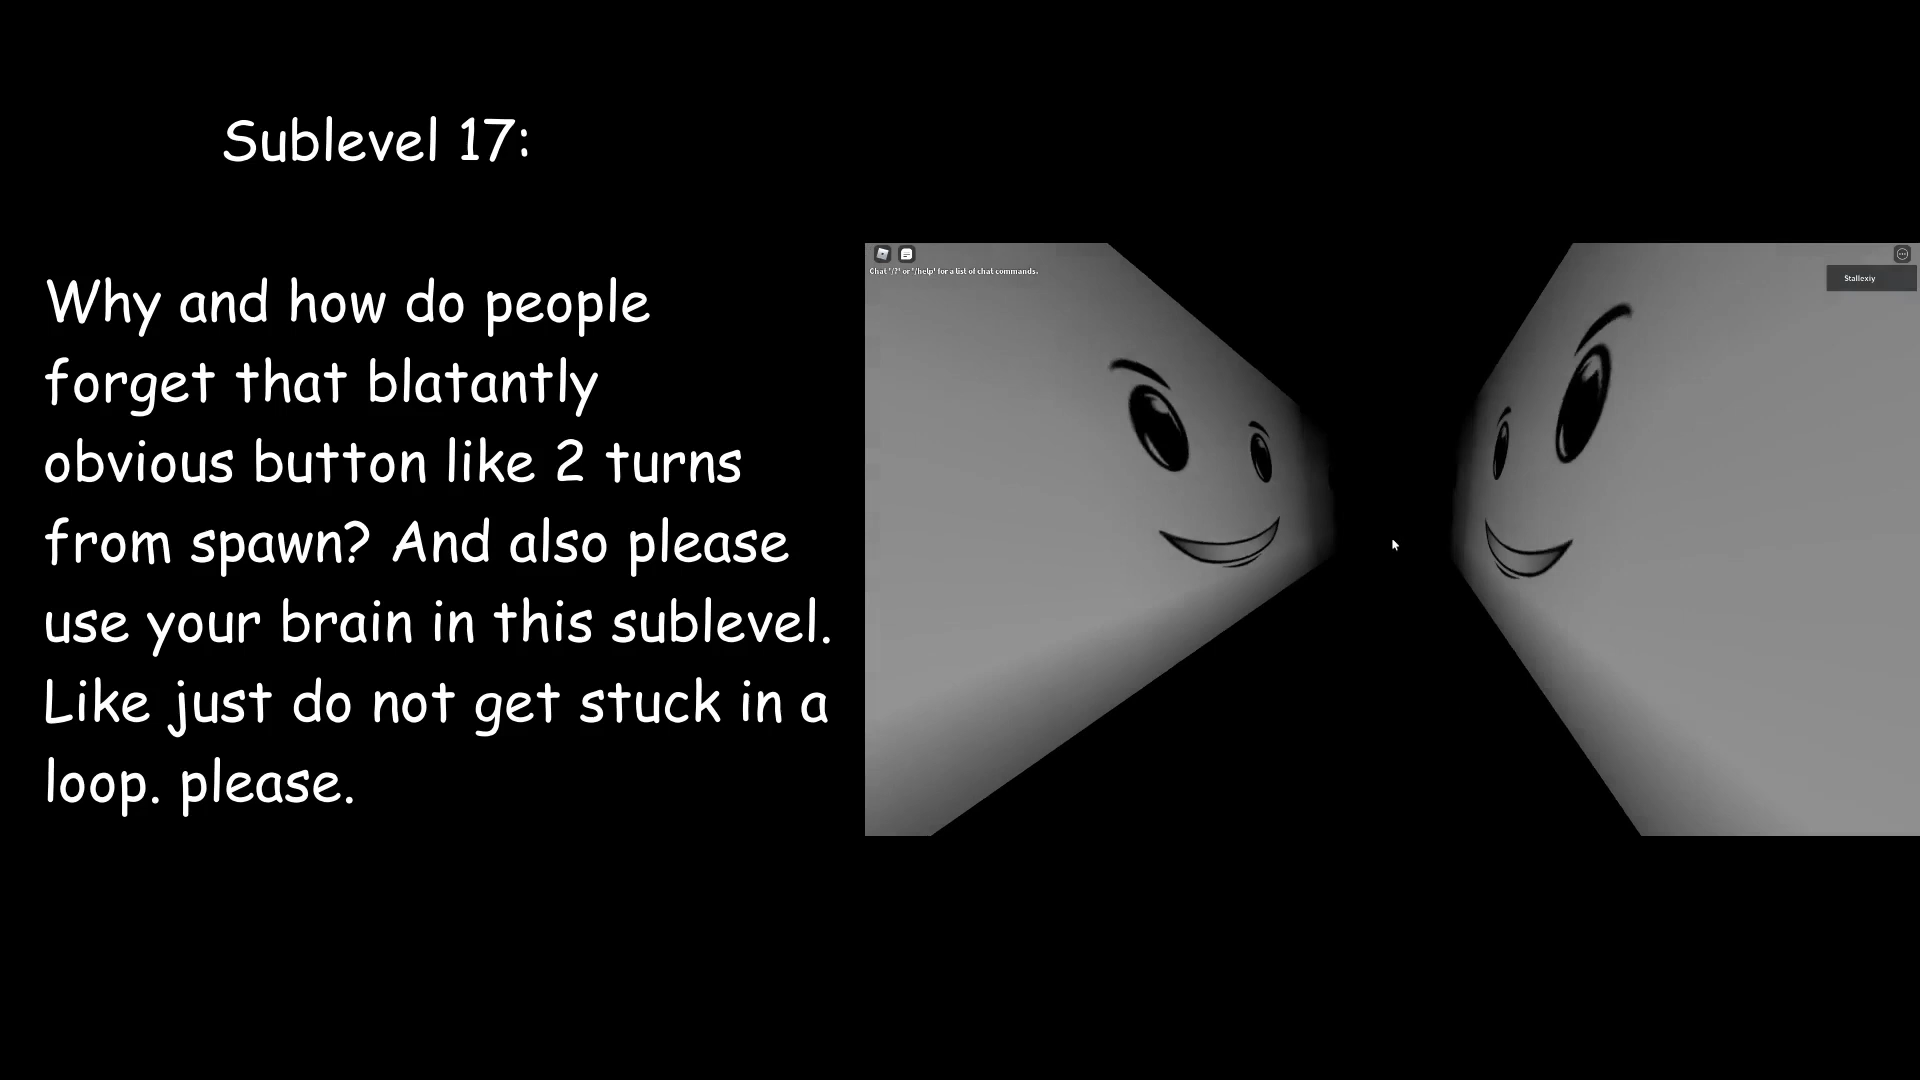 Sublevel 17:
Why and how do people
forget that blatantly
obvious button like 2 turns
from spawn? And also please
use your brain in this sublevel.
Like just do not get stuck in a
loop. please.
Chat '/?' or '/help' for a list of chat commands.
Stallexiy